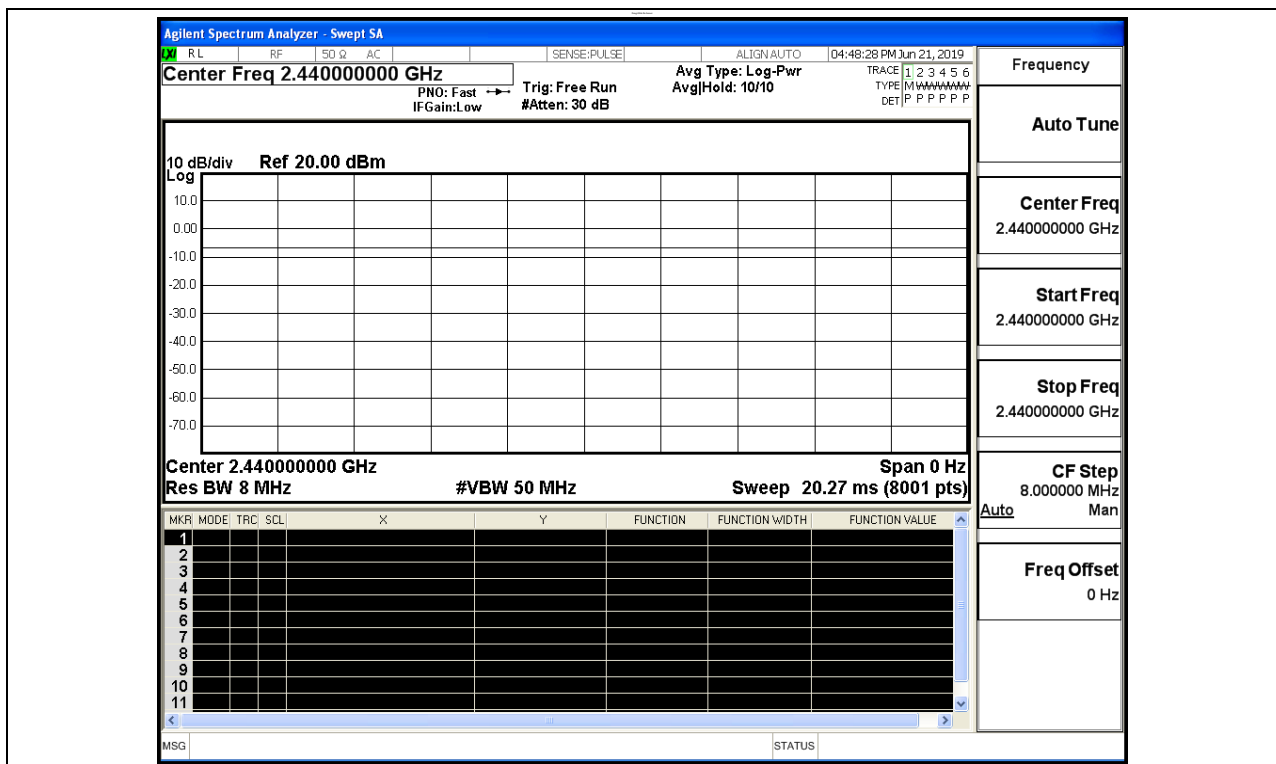 Agilent Spectrum Analyzer - Swept SA
LXI RL RF 50 Ω AC SENSE:PULSE ALIGN AUTO 04:48:28 PM Jun 21, 2019
Center Freq 2.440000000 GHz
PNO: Fast
IFGain:Low
Trig: Free Run
#Atten: 30 dB
Avg Type: Log-Pwr
Avg|Hold: 10/10
TRACE 1 2 3 4 5 6
TYPE M W W W W W
DET P P P P P P
10 dB/div Ref 20.00 dBm
Log
10.0
0.00
-10.0
-20.0
-30.0
-40.0
-50.0
-60.0
-70.0
Center 2.440000000 GHz Span 0 Hz
Res BW 8 MHz #VBW 50 MHz Sweep 20.27 ms (8001 pts)
MKR MODE TRC SCL X Y FUNCTION FUNCTION WIDTH FUNCTION VALUE
1
2
3
4
5
6
7
8
9
10
11
MSG STATUS
Frequency
Auto Tune
Center Freq
2.440000000 GHz
Start Freq
2.440000000 GHz
Stop Freq
2.440000000 GHz
CF Step
8.000000 MHz
Auto Man
Freq Offset
0 Hz